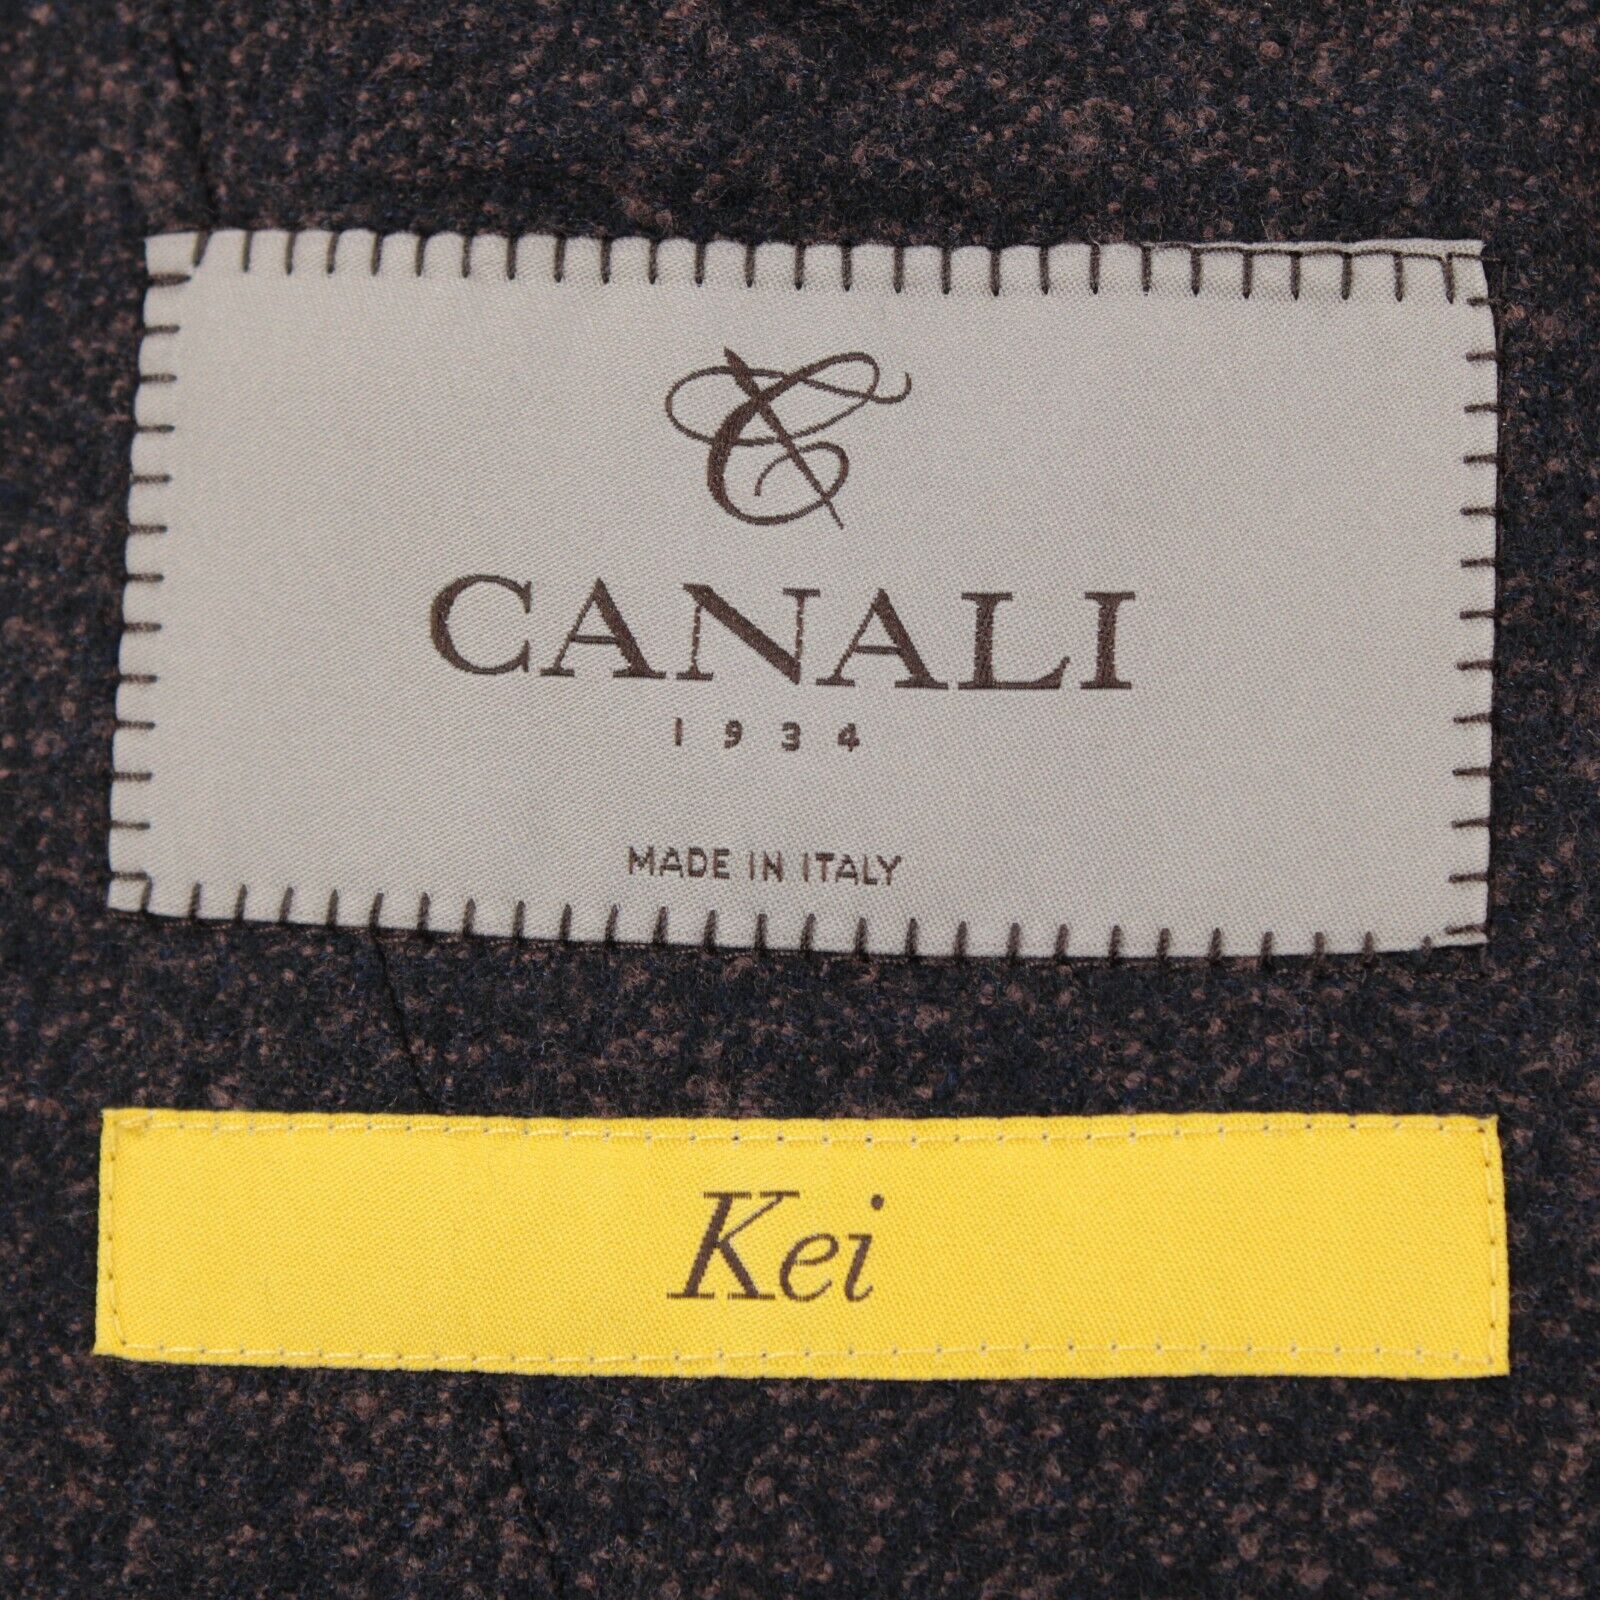 CANALI
1934
MADE IN ITALY
Kei